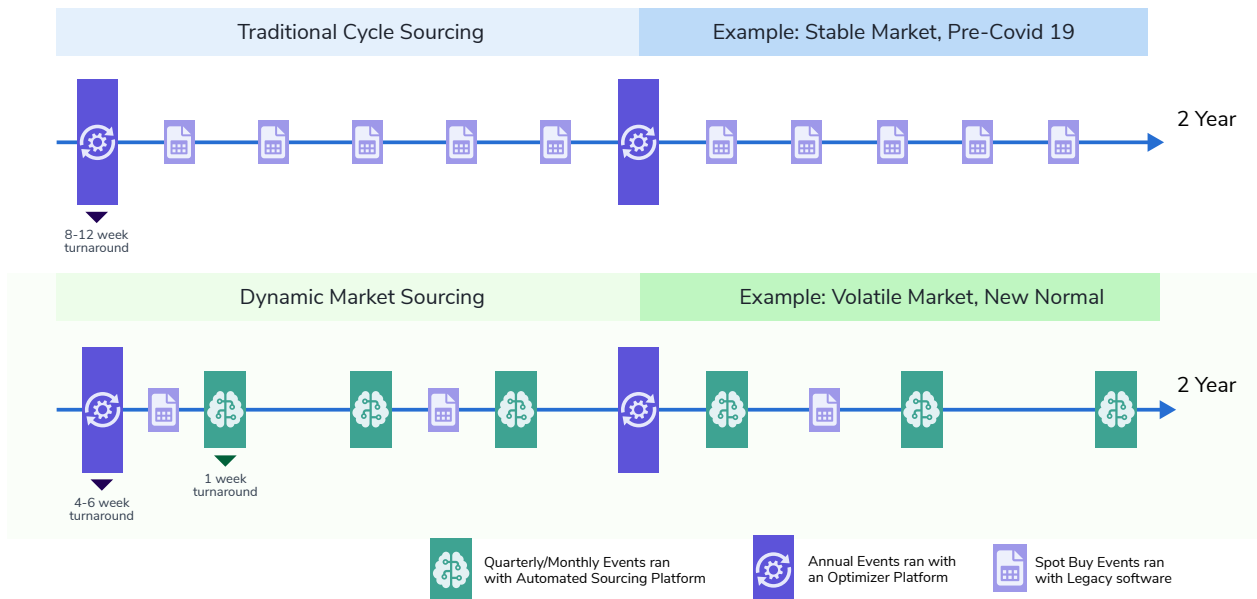 Traditional Cycle Sourcing
Example: Stable Market, Pre-Covid 19
2 Year
8-12 week
turnaround
Dynamic Market Sourcing
Example: Volatile Market, New Normal
2 Year
4-6 week
turnaround
1 week
turnaround
Quarterly/Monthly Events ran
with Automated Sourcing Platform
Annual Events ran with
an Optimizer Platform
Spot Buy Events ran
with Legacy software